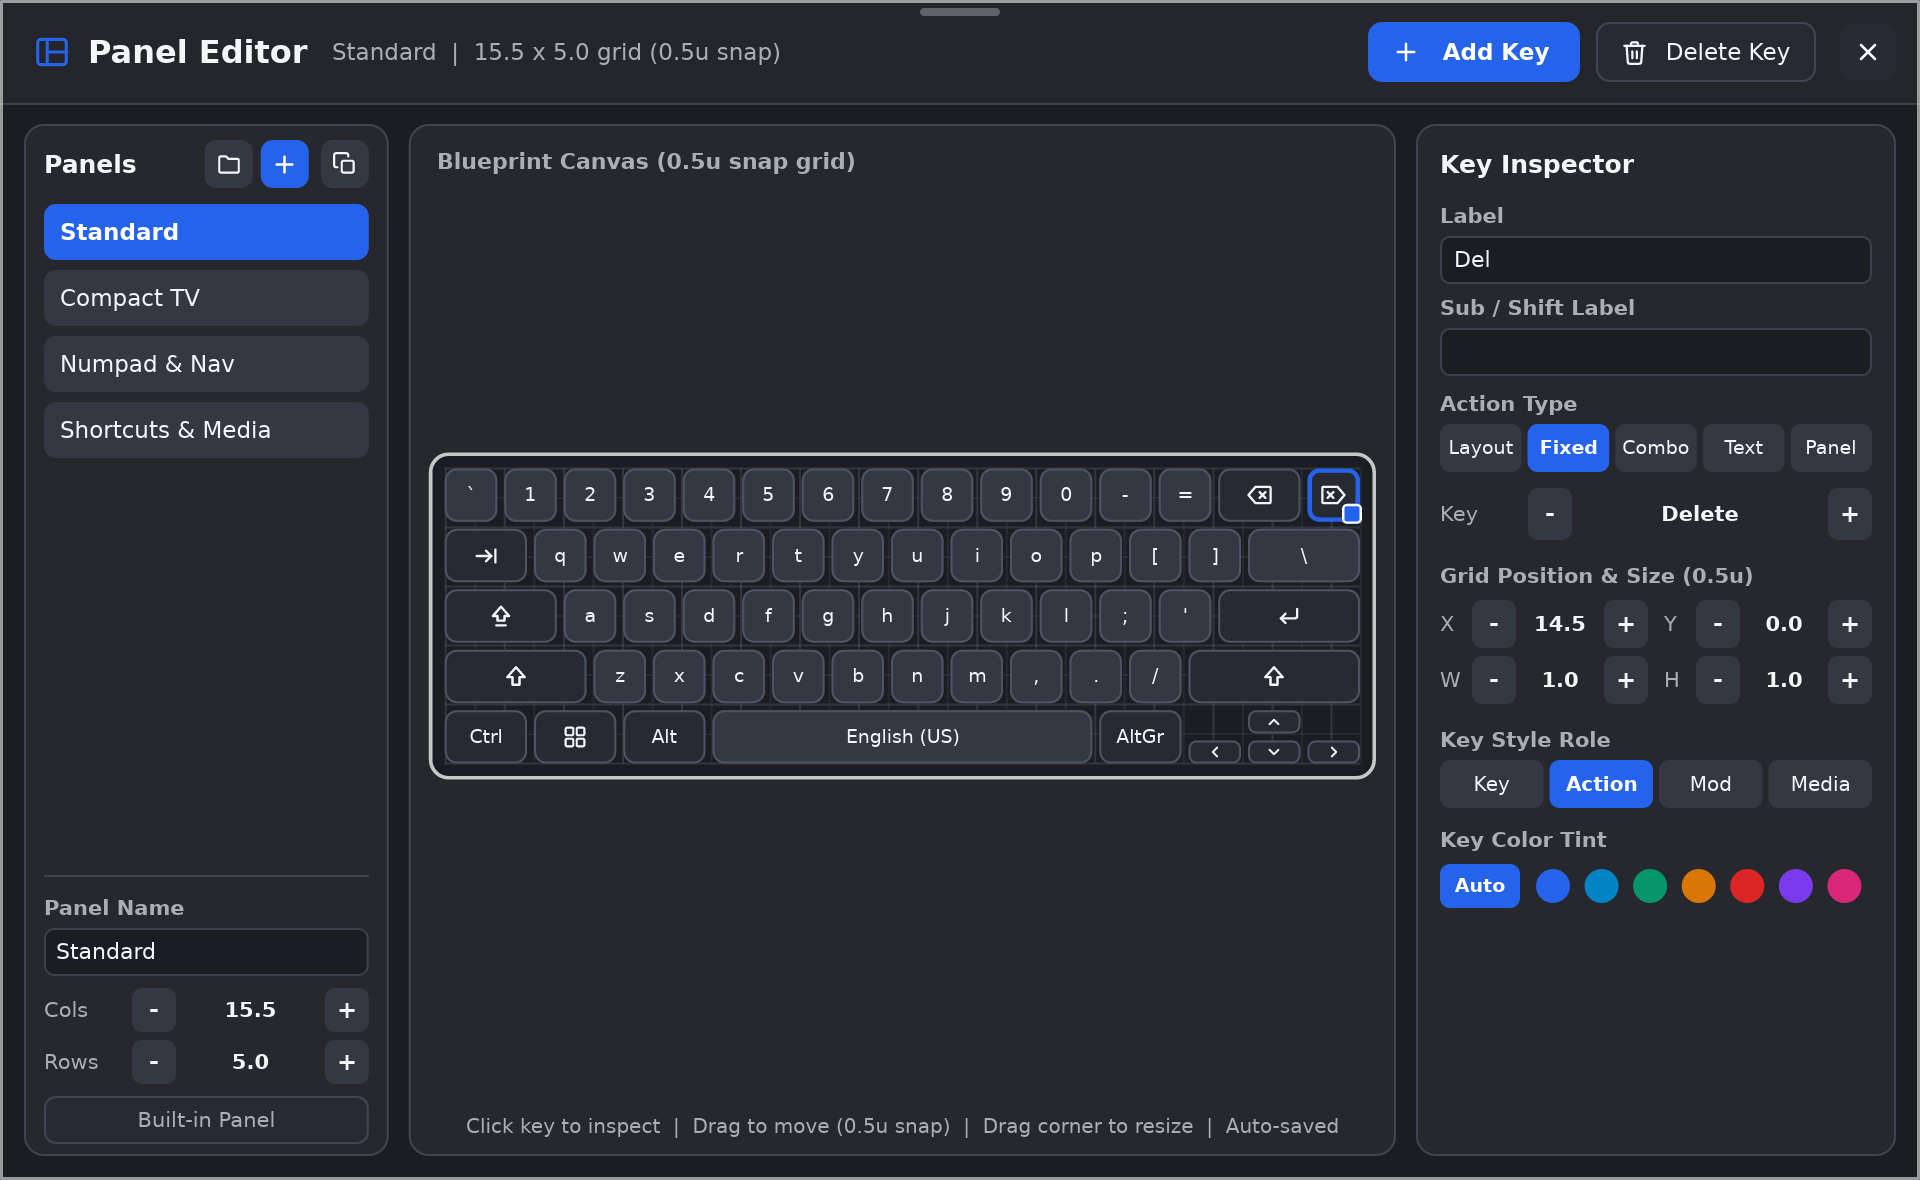 Panel Editor Standard | 15.5 x 5.0 grid (0.5u snap) Add Key Delete Key
Panels
Standard
Compact TV
Numpad & Nav
Shortcuts & Media
Panel Name
Standard
Cols - 15.5 +
Rows - 5.0 +
Built-in Panel
Blueprint Canvas (0.5u snap grid)
` 1 2 3 4 5 6 7 8 9 0 - =
q w e r t y u i o p [ ] \
a s d f g h j k l ; '
z x c v b n m , . /
Ctrl Alt English (US) AltGr
Click key to inspect | Drag to move (0.5u snap) | Drag corner to resize | Auto-saved
Key Inspector
Label
Del
Sub / Shift Label
Action Type
Layout Fixed Combo Text Panel
Key - Delete +
Grid Position & Size (0.5u)
X - 14.5 + Y - 0.0 +
W - 1.0 + H - 1.0 +
Key Style Role
Key Action Mod Media
Key Color Tint
Auto